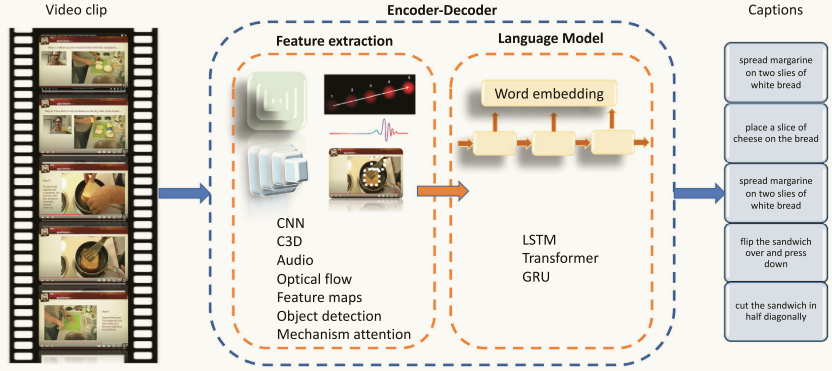 Video clip
Encoder-Decoder
Captions
Feature extraction
Language Model
Word embedding
CNN
C3D
Audio
Optical flow
Feature maps
Object detection
Mechanism attention
LSTM
Transformer
GRU
spread margarine
on two slies of
white bread
place a slice of
cheese on the bread
spread margarine
on two slies of
white bread
flip the sandwich
over and press
down
cut the sandwich in
half diagonally